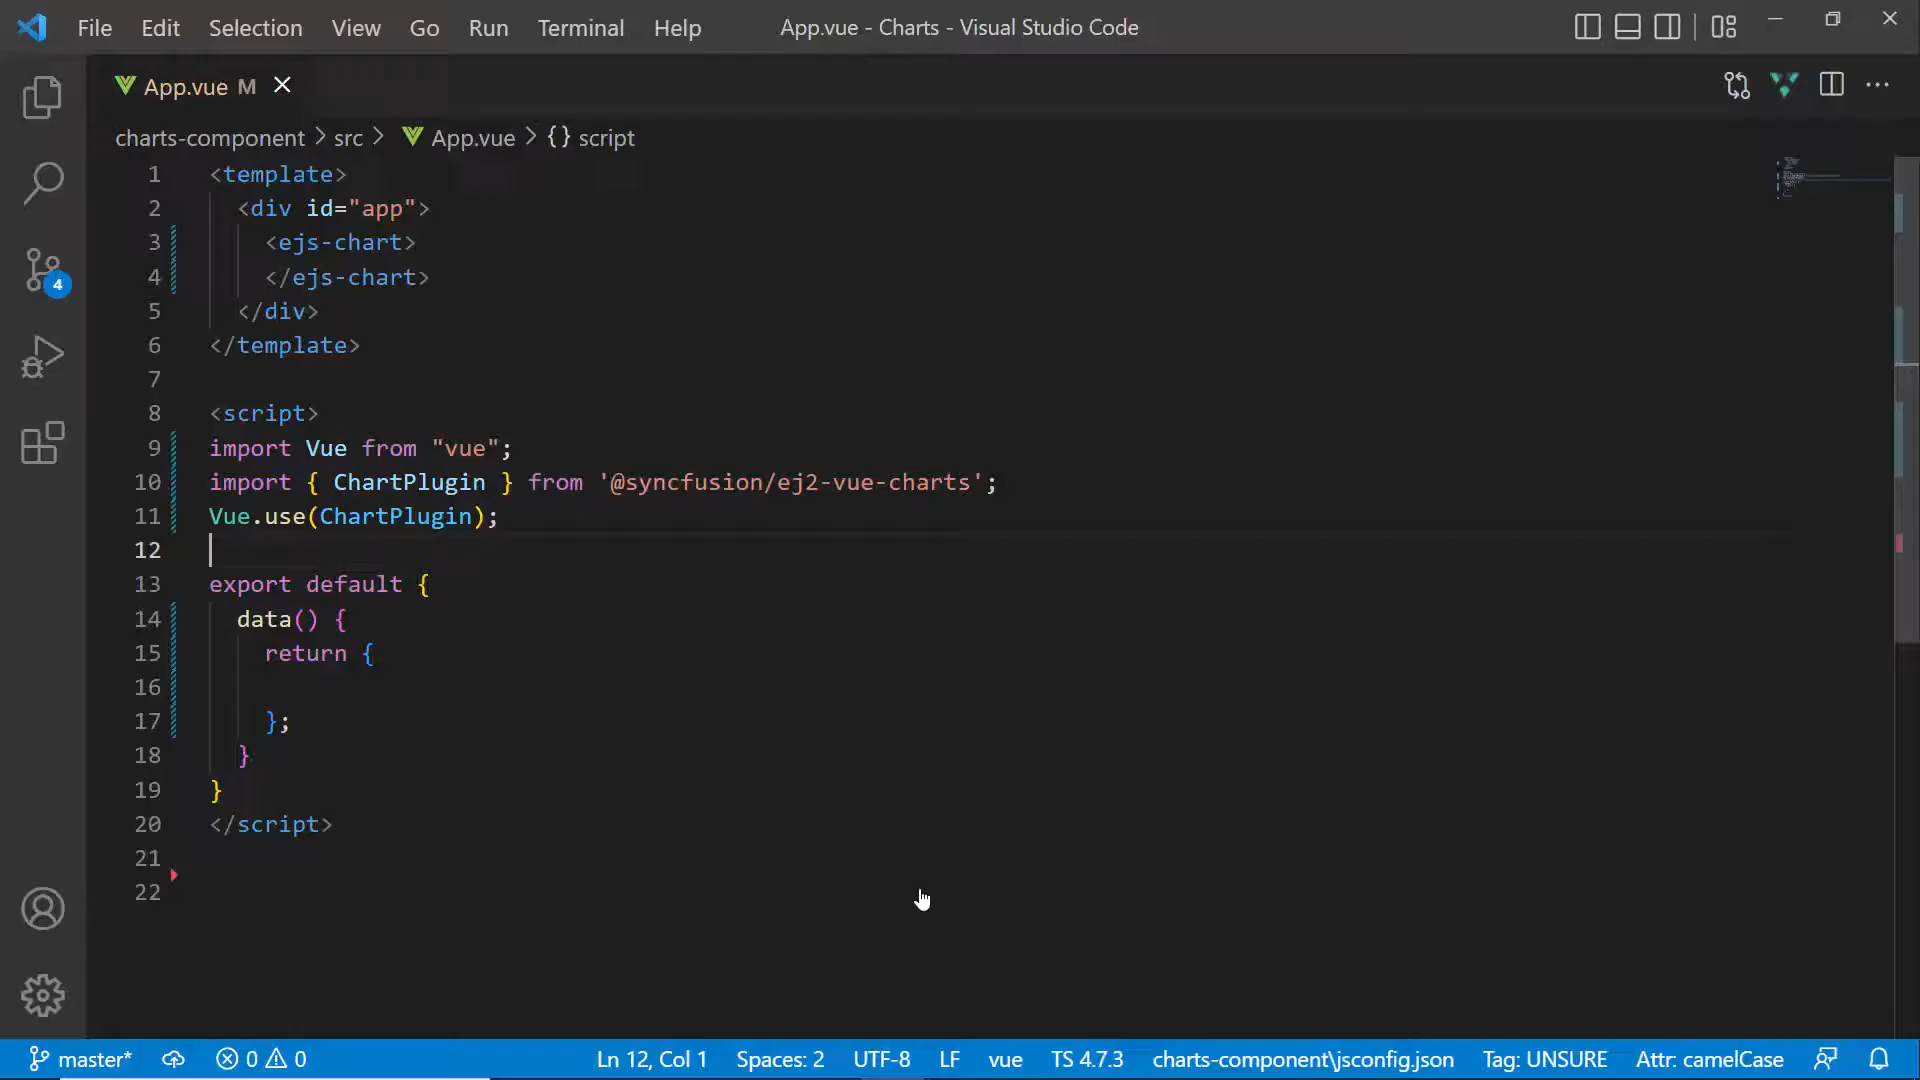 File Edit Selection View Go Run Terminal Help App.vue - Charts - Visual Studio Code
App.vue M
charts-component > src > App.vue > {} script
1 <template>
2 <div id="app">
3 <ejs-chart>
4 </ejs-chart>
5 </div>
6 </template>
7
8 <script>
9 import Vue from "vue";
10 import { ChartPlugin } from '@syncfusion/ej2-vue-charts';
11 Vue.use(ChartPlugin);
12
13 export default {
14 data() {
15 return {
16
17 };
18 }
19 }
20 </script>
21
22
4
master* 0 0 Ln 12, Col 1 Spaces: 2 UTF-8 LF vue TS 4.7.3 charts-component\jsconfig.json Tag: UNSURE Attr: camelCase